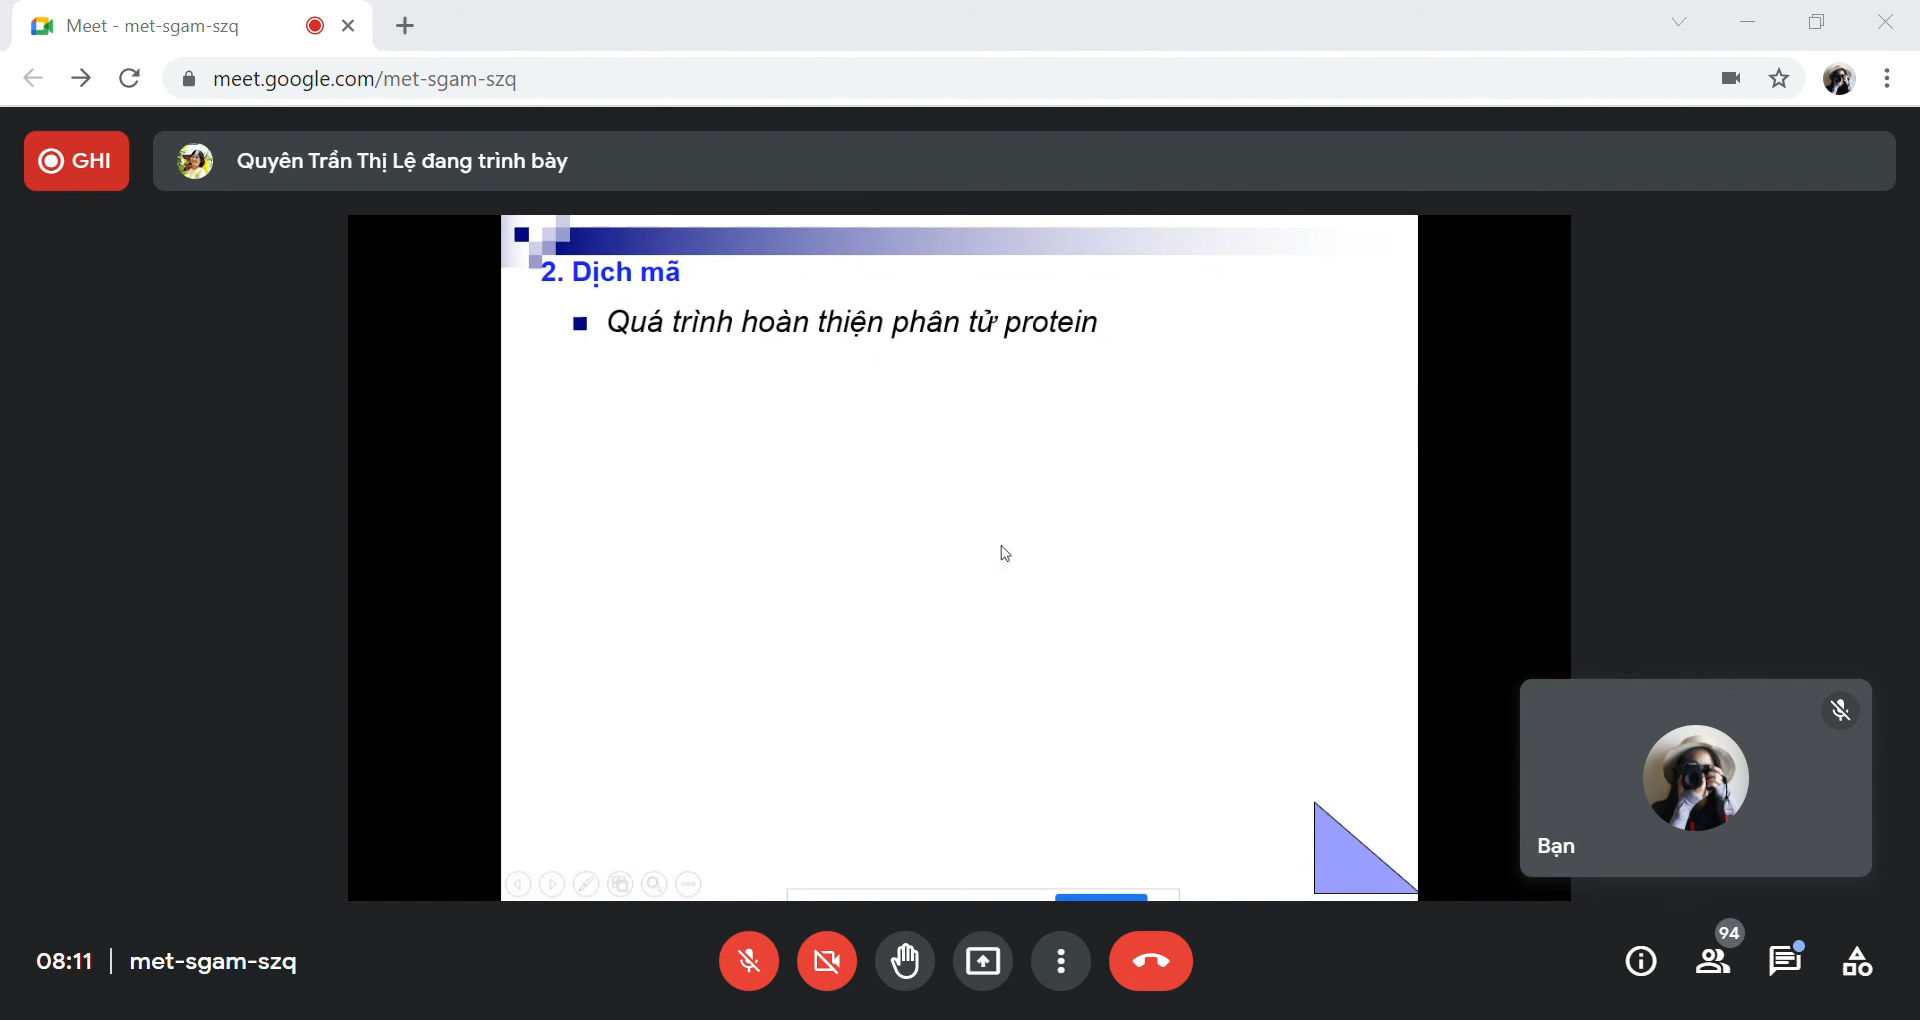 Meet - met-sgam-szq
meet.google.com/met-sgam-szq
GHI
Quyên Trần Thị Lệ đang trình bày
2. Dịch mã
Quá trình hoàn thiện phân tử protein
Bạn
94
08:11 | met-sgam-szq